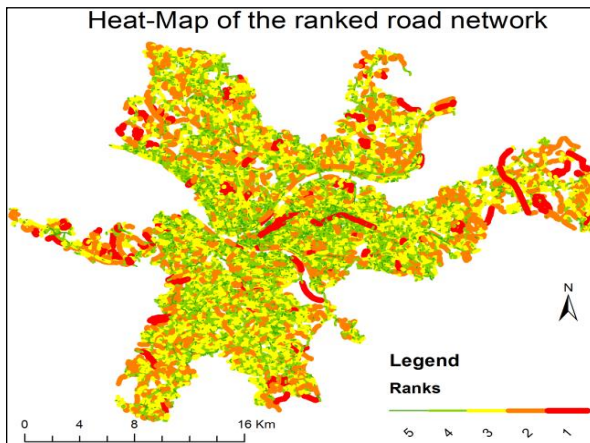 Heat-Map of the ranked road network
N
Legend
Ranks
5 4 3 2 1
0 4 8 16 Km